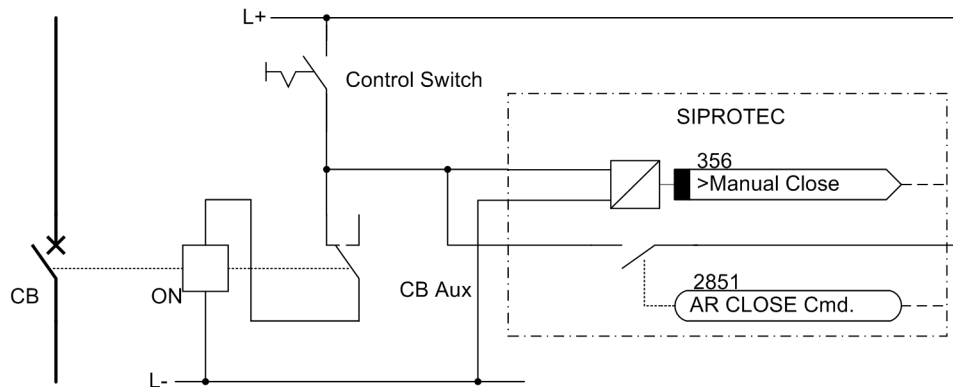 L+
Control Switch
SIPROTEC
356
>Manual Close
CB
ON
CB Aux
2851
AR CLOSE Cmd.
L-